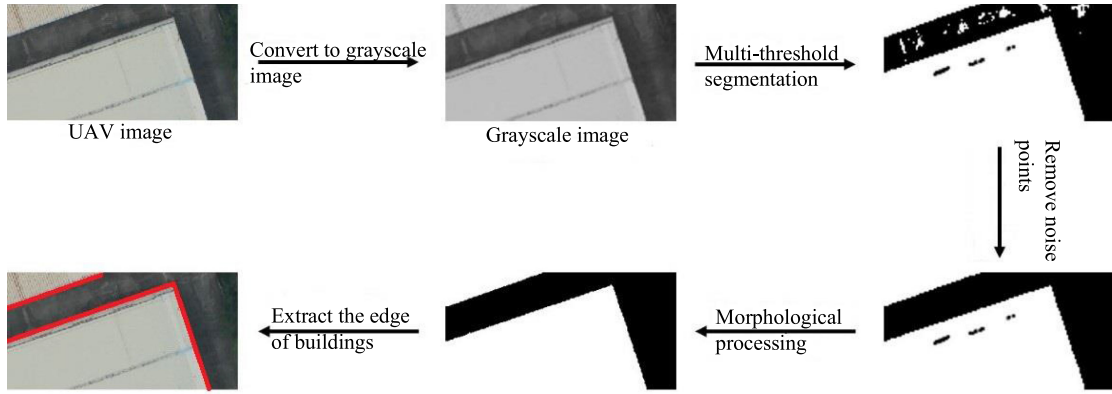 Convert to grayscale
image
UAV image
Grayscale image
Multi-threshold
segmentation
Remove noise
points
Morphological
processing
Extract the edge
of buildings